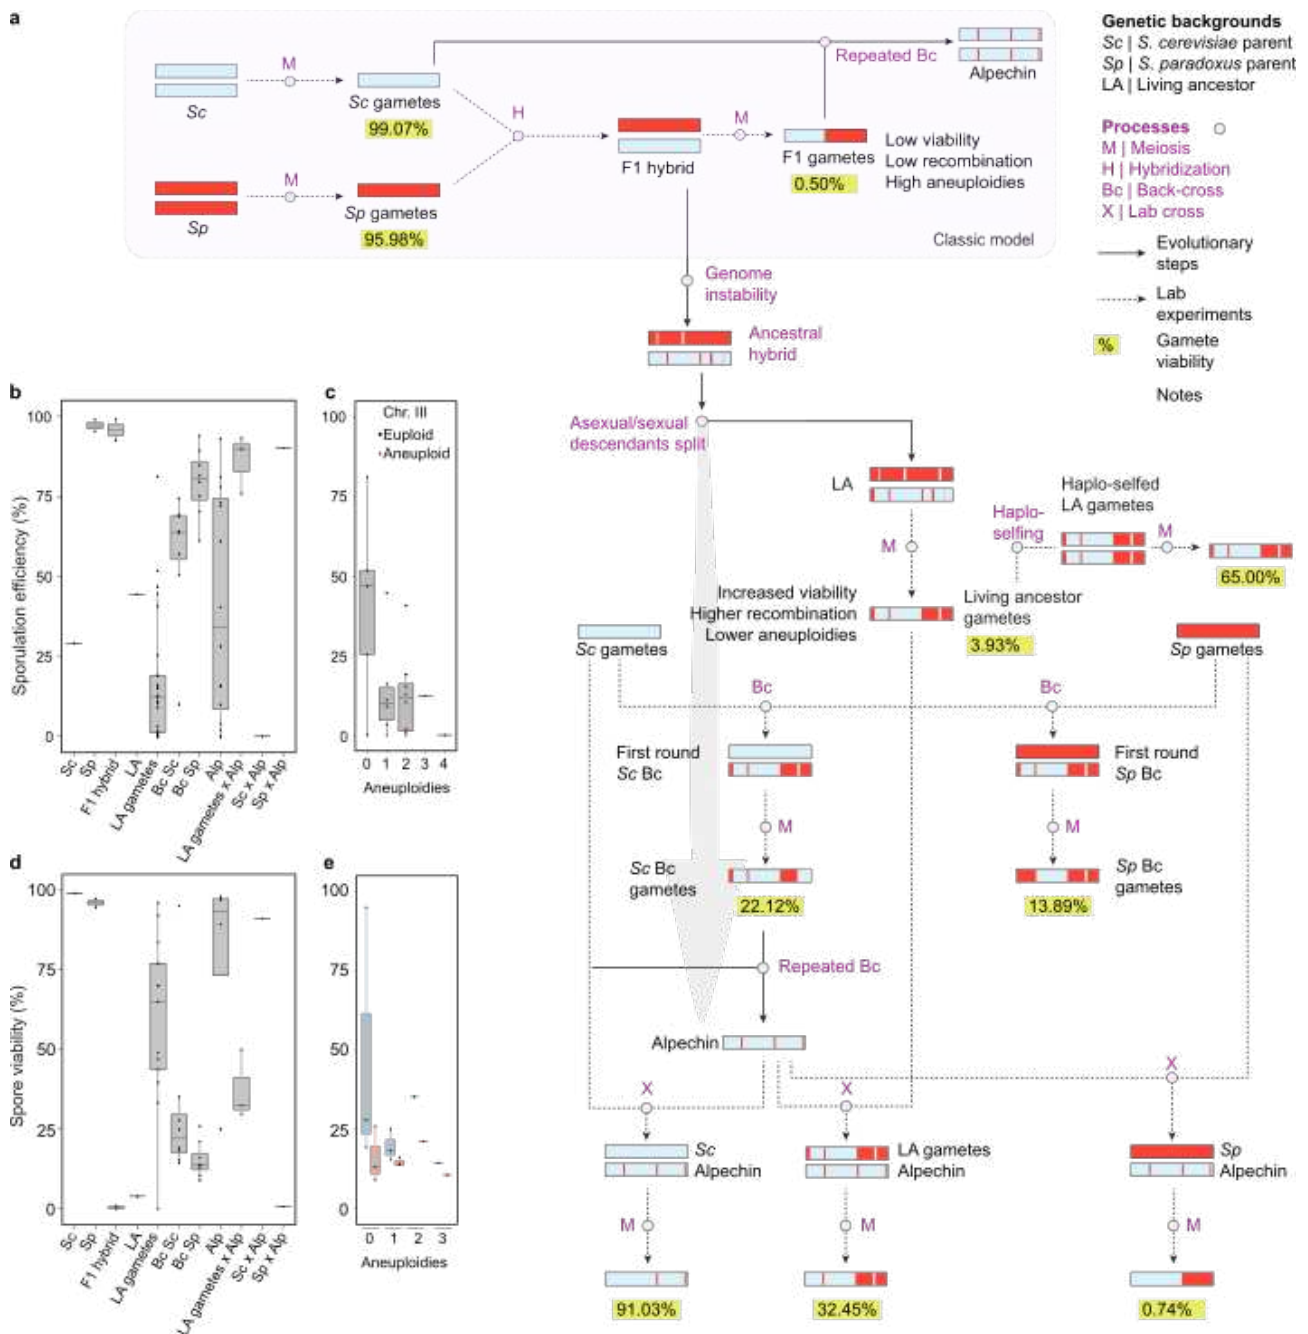 a
Sc
M
Sc gametes
99.07%
Sp
M
Sp gametes
95.98%
H
F1 hybrid
M
F1 gametes
0.50%
Low viability
Low recombination
High aneuploidies
Repeated Bc
Alpechin
Classic model
Genetic backgrounds
Sc | S. cerevisiae parent
Sp | S. paradoxus parent
LA | Living ancestor
Processes
M | Meiosis
H | Hybridization
Bc | Back-cross
X | Lab cross
Evolutionary
steps
Lab
experiments
%
Gamete
viability
Notes
Genome
instability
Ancestral
hybrid
Asexual/sexual
descendants split
LA
M
Increased viability
Higher recombination
Lower aneuploidies
Living ancestor
gametes
3.93%
Haplo-
selfing
Haplo-selfed
LA gametes
M
65.00%
Sc gametes
Sp gametes
Bc
Bc
First round
Sc Bc
First round
Sp Bc
M
M
Sc Bc
gametes
22.12%
Sp Bc
gametes
13.89%
Repeated Bc
Alpechin
X
X
X
Sc
Alpechin
LA gametes
Alpechin
Sp
Alpechin
M
M
M
91.03%
32.45%
0.74%
b
Sporulation efficiency (%)
100
75
50
25
0
Sc
Sp
F1 hybrid
LA
LA gametes
Bc Sc
Bc Sp
Alp
LA gametes x Alp
Sc x Alp
Sp x Alp
c
Chr. III
Euploid
Aneuploid
100
75
50
25
0
0 1 2 3 4
Aneuploidies
d
Spore viability (%)
100
75
50
25
0
Sc
Sp
F1 hybrid
LA
LA gametes
Bc Sc
Bc Sp
Alp
LA gametes x Alp
Sc x Alp
Sp x Alp
e
100
75
50
25
0
0 1 2 3
Aneuploidies